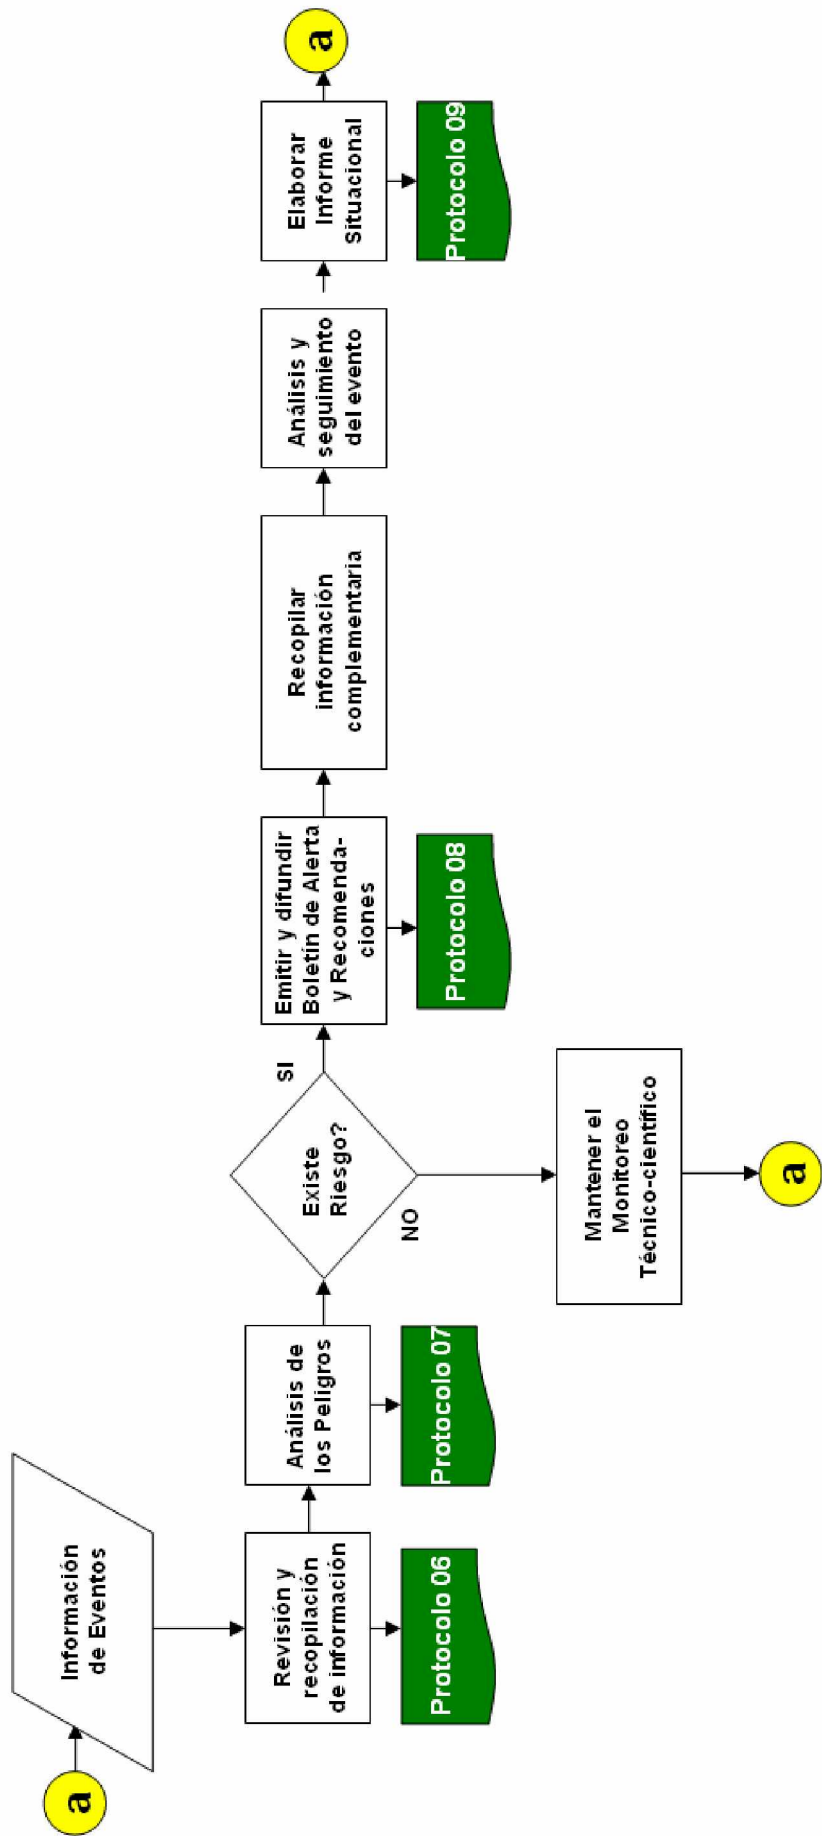 a
Información
de Eventos
Revisión y
recopilación
de información
Protocolo 06
Análisis de
los Peligros
Protocolo 07
Existe
Riesgo?
SI
NO
Emitir y difundir
Boletín de Alerta
y Recomenda-
ciones
Protocolo 08
Recopilar
información
complementaria
Análisis y
seguimiento
del evento
Elaborar
Informe
Situacional
Protocolo 09
a
Mantener el
Monitoreo
Técnico-científico
a